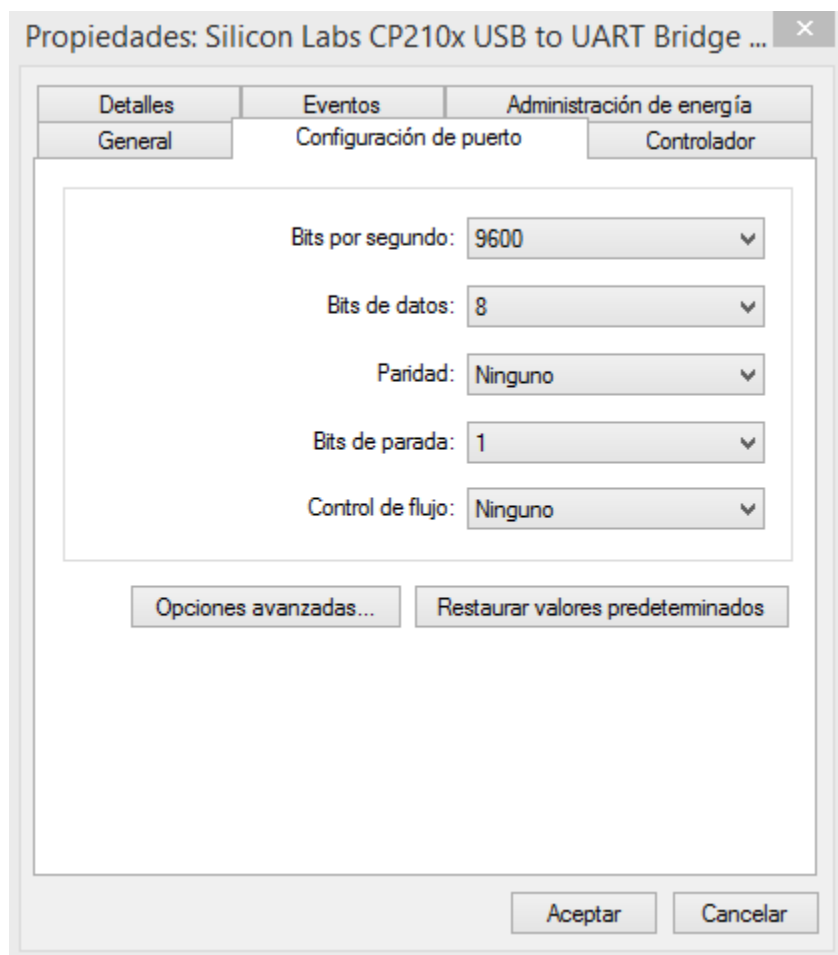 Propiedades: Silicon Labs CP210x USB to UART Bridge ...
Detalles Eventos Administración de energía
General Configuración de puerto Controlador
Bits por segundo: 9600
Bits de datos: 8
Paridad: Ninguno
Bits de parada: 1
Control de flujo: Ninguno
Opciones avanzadas... Restaurar valores predeterminados
Aceptar Cancelar